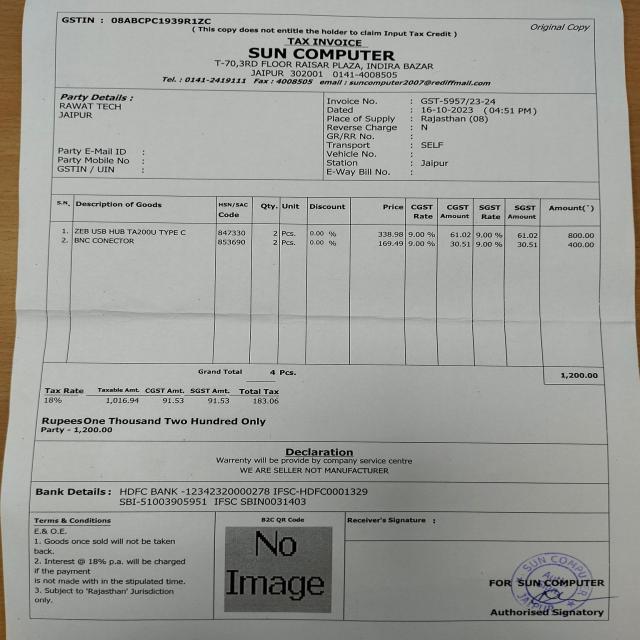 GSTIN : 08ABCPC1939R1ZC
Original Copy
( This copy does not entitle the holder to claim Input Tax Credit )
TAX INVOICE
SUN COMPUTER
T-70,3RD FLOOR RAISAR PLAZA, INDIRA BAZAR
JAIPUR 302001 0141-4008505
Tel. : 0141-2419111 Fax : 4008505 email : suncomputer2007@rediffmail.com
Party Details :
RAWAT TECH
JAIPUR
Party E-Mail ID :
Party Mobile No :
GSTIN / UIN :
Invoice No. : GST-5957/23-24
Dated : 16-10-2023 (04:51 PM)
Place of Supply : Rajasthan (08)
Reverse Charge : N
GR/RR No. :
Transport : SELF
Vehicle No. :
Station : Jaipur
E-Way Bill No. :
S.N. Description of Goods HSN/SAC Code Qty. Unit Discount Price CGST Rate CGST Amount SGST Rate SGST Amount Amount(`)
1. ZEB USB HUB TA200U TYPE C 847330 2 Pcs. 0.00 % 338.98 9.00 % 61.02 9.00 % 61.02 800.00
2. BNC CONECTOR 853690 2 Pcs. 0.00 % 169.49 9.00 % 30.51 9.00 % 30.51 400.00
Grand Total 4 Pcs. 1,200.00
Tax Rate Taxable Amt. CGST Amt. SGST Amt. Total Tax
18% 1,016.94 91.53 91.53 183.06
RupeesOne Thousand Two Hundred Only
Party - 1,200.00
Declaration
Warrenty will be provide by company service centre
WE ARE SELLER NOT MANUFACTURER
Bank Details : HDFC BANK -12342320000278 IFSC-HDFC0001329
SBI-51003905951 IFSC SBIN0031403
Terms & Conditions
E.& O.E.
1. Goods once sold will not be taken
back.
2. Interest @ 18% p.a. will be charged
if the payment
is not made with in the stipulated time.
3. Subject to 'Rajasthan' Jurisdiction
only.
B2C QR Code
No
Image
Receiver's Signature :
FOR SUN COMPUTER
SUN COMPUTER
JAIPUR
Authorised Signatory